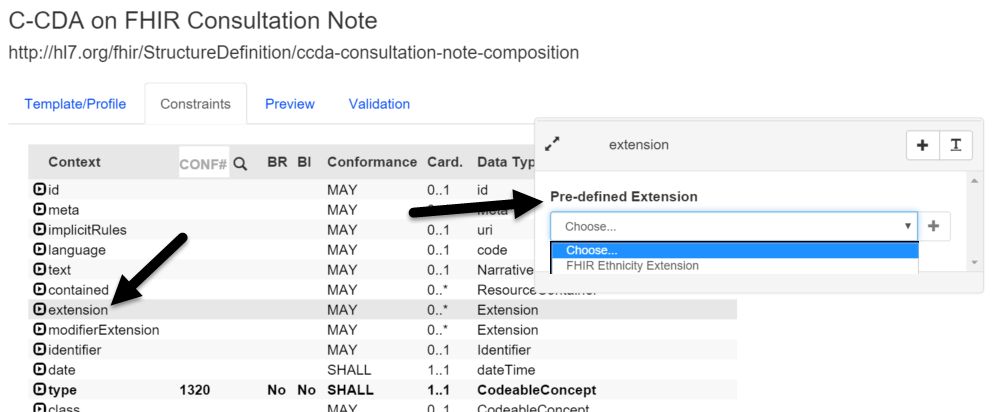 C-CDA on FHIR Consultation Note
http://hl7.org/fhir/StructureDefinition/ccda-consultation-note-composition
Template/Profile Constraints Preview Validation
Context CONF# BR BI Conformance Card. Data Typ
id MAY 0..1 id
meta MAY
implicitRules MAY 0..1 uri
language MAY 0..1 code
text MAY 0..1 Narrative
contained MAY 0..* ResourceContainer
extension MAY 0..* Extension
modifierExtension MAY 0..* Extension
identifier MAY 0..1 Identifier
date SHALL 1..1 dateTime
type 1320 No No SHALL 1..1 CodeableConcept
class MAY 0..1 CodeableConcept
extension + T
Pre-defined Extension
Choose... +
Choose...
FHIR Ethnicity Extension